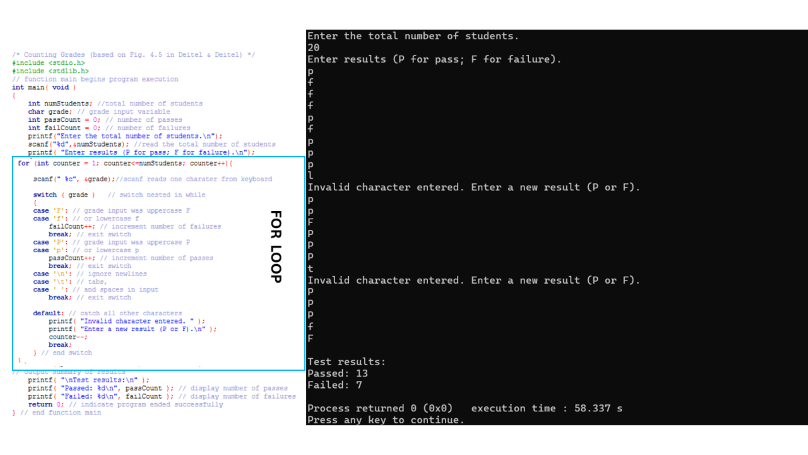 /* Counting Grades (based on Fig. 4.5 in Deitel & Deitel) */
#include <stdio.h>
#include <stdlib.h>
// function main begins program execution
int main( void )
{
int numStudents; //total number of students
char grade; // grade input variable
int passCount = 0; // number of passes
int failCount = 0; // number of failures
printf("Enter the total number of students.\n");
scanf("%d",&numStudents); //read the total number of students
printf( "Enter results (P for pass; F for failure).\n");
for (int counter = 1; counter<=numStudents; counter++){
scanf(" %c", &grade);//scanf reads one charater from keyboard
switch ( grade ) // switch nested in while
{
case 'F': // grade input was uppercase F
case 'f': // or lowercase f
failCount++; // increment number of failures
break; // exit switch
case 'P': // grade input was uppercase P
case 'p': // or lowercase p
passCount++; // increment number of passes
break; // exit switch
case '\n': // ignore newlines
case '\t': // tabs,
case ' ': // and spaces in input
break; // exit switch
default: // catch all other characters
printf( "Invalid character entered. " );
printf( "Enter a new result (P or F).\n" );
counter--;
break;
} // end switch
}
// output summary of results
printf( "\nTest results:\n" );
printf( "Passed: %d\n", passCount ); // display number of passes
printf( "Failed: %d\n", failCount ); // display number of failures
return 0; // indicate program ended successfully
} // end function main
FOR LOOP
Enter the total number of students.
20
Enter results (P for pass; F for failure).
p
f
f
f
p
f
p
p
p
l
Invalid character entered. Enter a new result (P or F).
p
p
F
P
p
p
t
Invalid character entered. Enter a new result (P or F).
p
p
p
f
F
Test results:
Passed: 13
Failed: 7
Process returned 0 (0x0) execution time : 58.337 s
Press any key to continue.